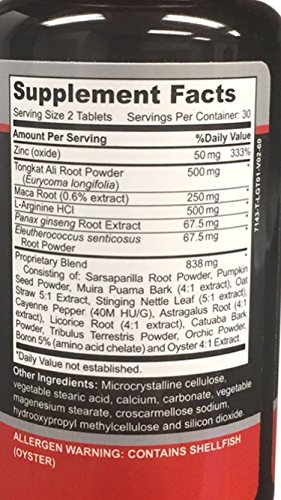 Supplement Facts
Serving Size 2 Tablets Servings Per Container: 30
Amount Per Serving %Daily Value
Zinc (oxide) 50 mg 333%
Tongkat Ali Root Powder 500 mg
(Eurycoma longifolia)
Maca Root (0.6% extract) 250 mg *
L-Arginine HCl 500 mg *
Panax ginseng Root Extract 67.5 mg *
Eleutherococcus senticosus 67.5 mg *
Root Powder
Proprietary Blend 838 mg *
Consisting of: Sarsaparilla Root Powder, Pumpkin
Seed Powder, Muira Puama Bark (4:1 extract), Oat
Straw 5:1 Extract), Stinging Nettle Leaf (5:1 extract),
Cayenne Pepper (40M HU/G), Astragalus Root (4:1
extract), Licorice Root (4:1 extract), Catuaba Bark
Powder, Tribulus Terrestris Powder, Orchic Powder,
Boron 5% (amino acid chelate) and Oyster 4:1 Extract.
*Daily Value not established.
Other Ingredients: Microcrystalline cellulose,
vegetable stearic acid, calcium, carbonate, vegetable
magnesium stearate, croscarmellose sodium,
hydrooxypropyl methylcellulose and silicon dioxide.
ALLERGEN WARNING: CONTAINS SHELLFISH
(OYSTER)
7143-T-LGT01-V02-60